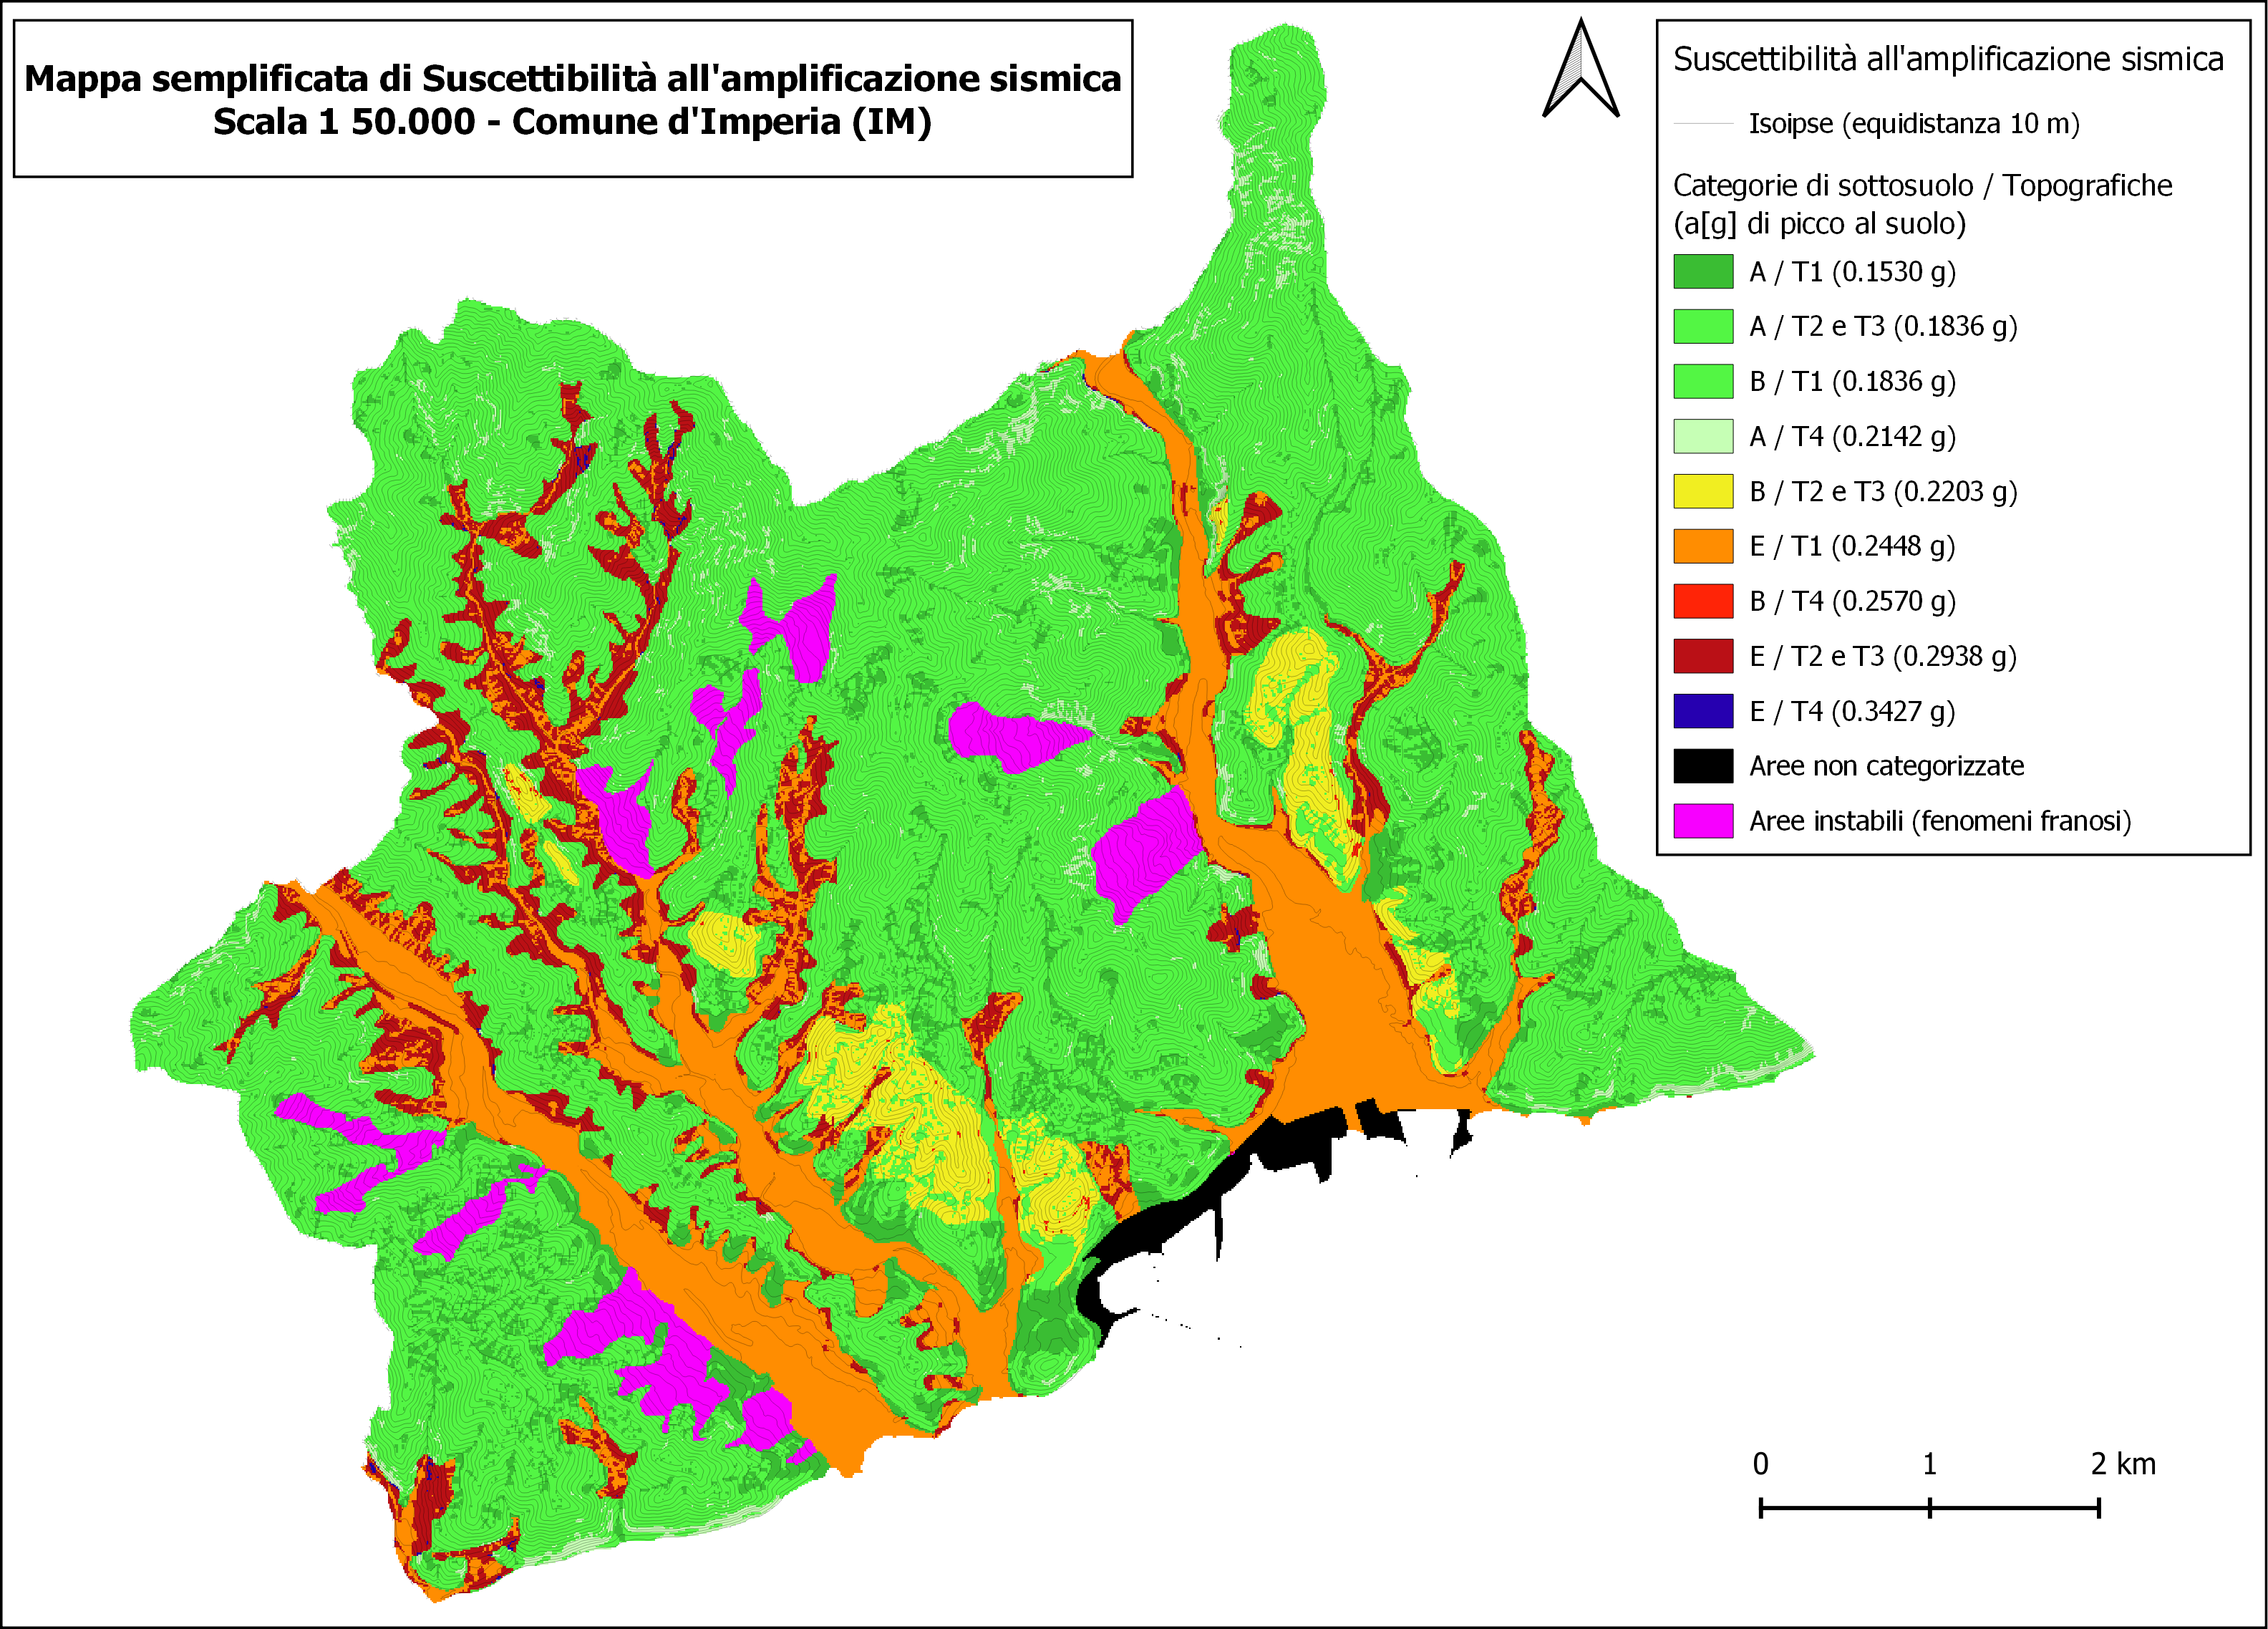 Mappa semplificata di Suscettibilità all'amplificazione sismica
Scala 1 50.000 - Comune d'Imperia (IM)
Suscettibilità all'amplificazione sismica
Isoipse (equidistanza 10 m)
Categorie di sottosuolo / Topografiche
(a[g] di picco al suolo)
A / T1 (0.1530 g)
A / T2 e T3 (0.1836 g)
B / T1 (0.1836 g)
A / T4 (0.2142 g)
B / T2 e T3 (0.2203 g)
E / T1 (0.2448 g)
B / T4 (0.2570 g)
E / T2 e T3 (0.2938 g)
E / T4 (0.3427 g)
Aree non categorizzate
Aree instabili (fenomeni franosi)
0 1 2 km